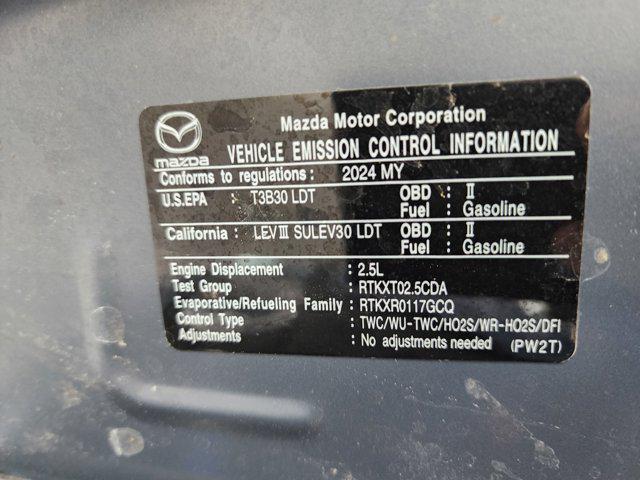 Mazda Motor Corporation
mazda
VEHICLE EMISSION CONTROL INFORMATION
Conforms to regulations : 2024 MY
U.S.EPA : T3B30 LDT OBD : II
Fuel : Gasoline
California : LEV III SULEV30 LDT OBD : II
Fuel : Gasoline
Engine Displacement : 2.5L
Test Group : RTKXT02.5CDA
Evaporative/Refueling Family : RTKXR0117GCQ
Control Type : TWC/WU-TWC/HO2S/WR-HO2S/DFI
Adjustments : No adjustments needed (PW2T)